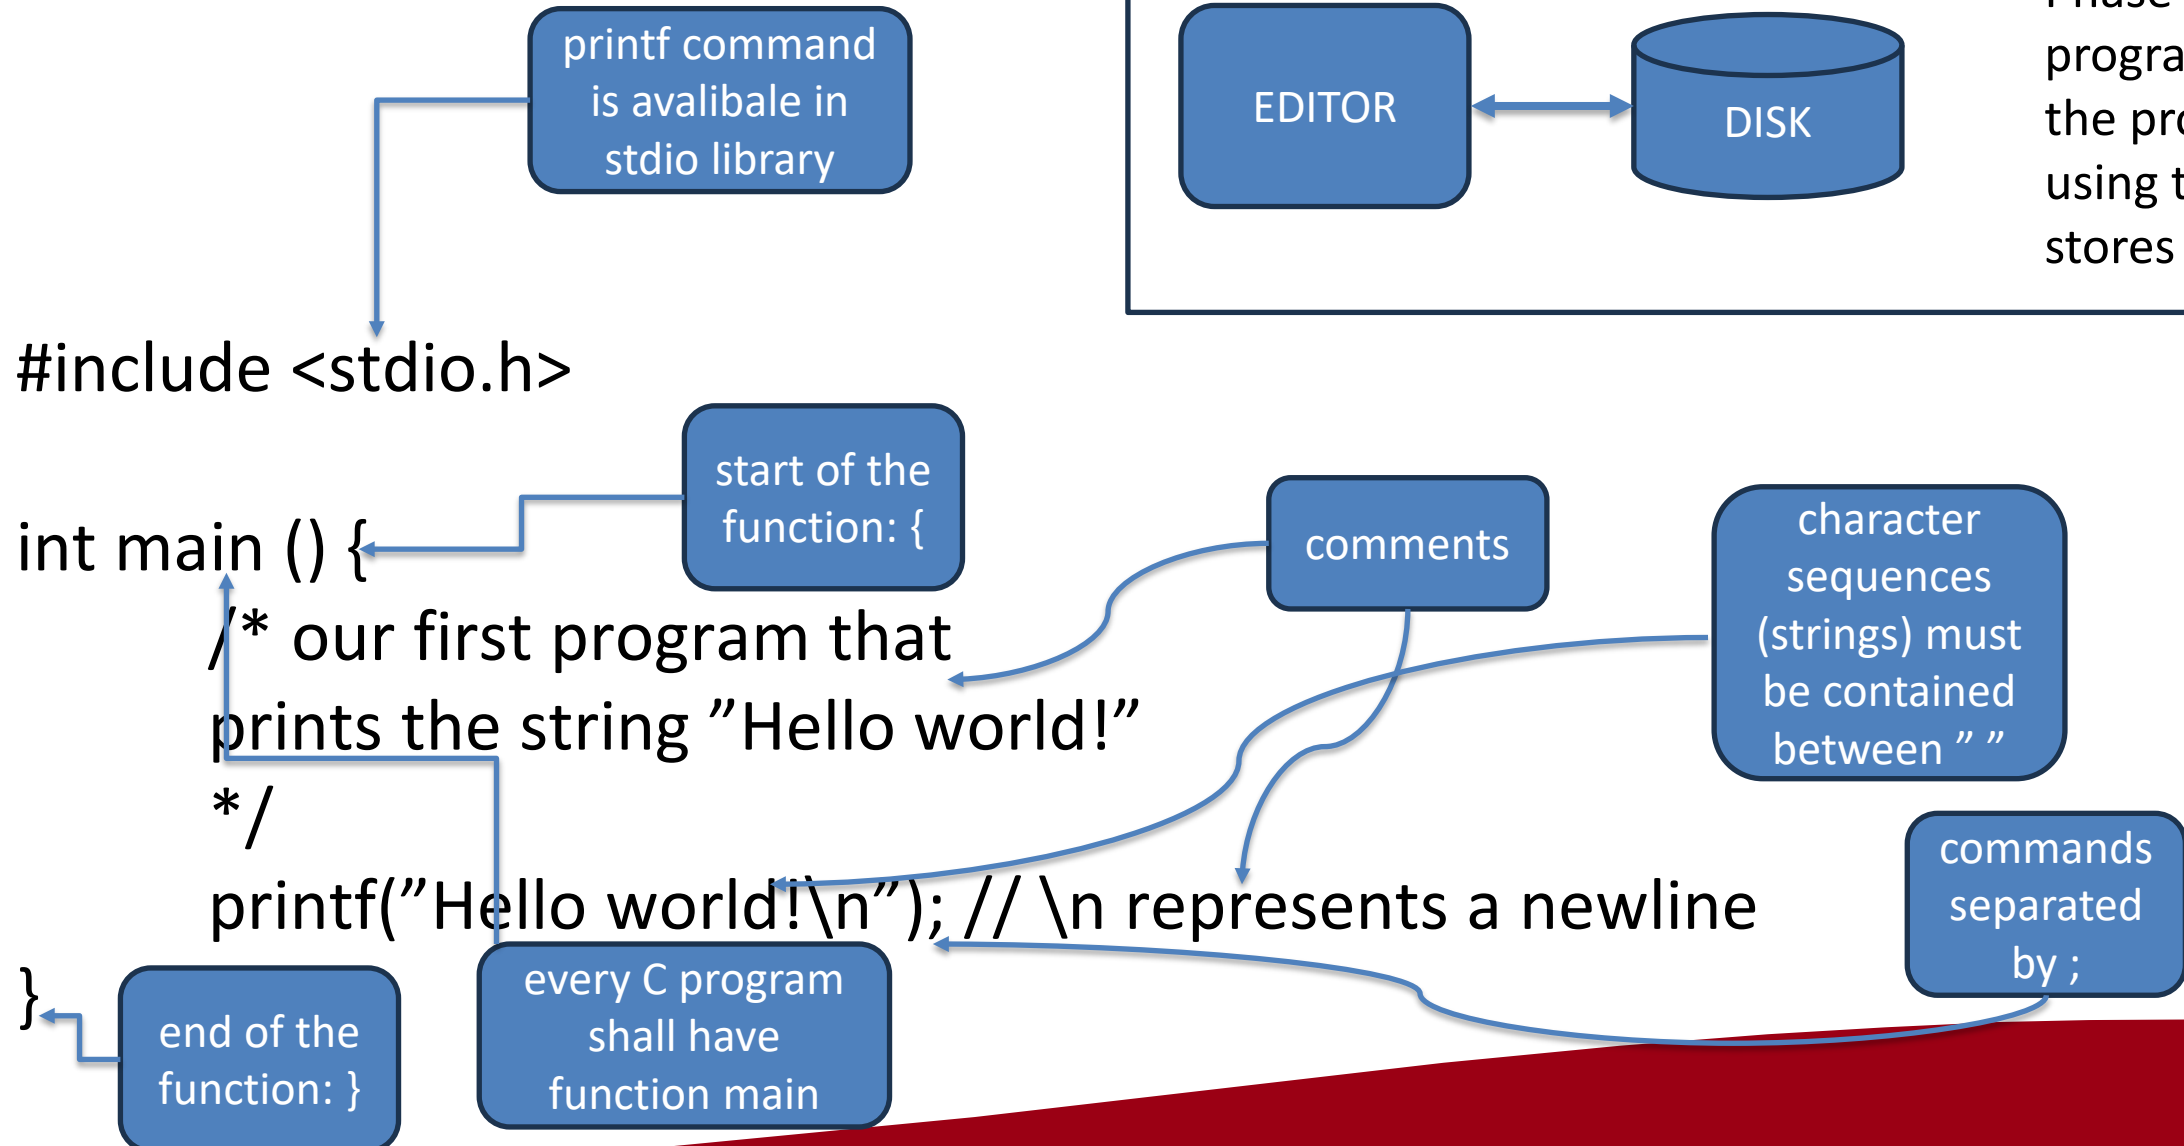 printf command
is avalibale in
stdio library
EDITOR
DISK
the
using
stores
#include <stdio.h>
start of the
function: {
int main () {
comments
character
sequences
(strings) must
be contained
between ” ”
/* our first program that
prints the string ”Hello world!”
*/
commands
separated
by ;
printf(”Hello world!\n”); // \n represents a newline
}
end of the
function: }
every C program
shall have
function main